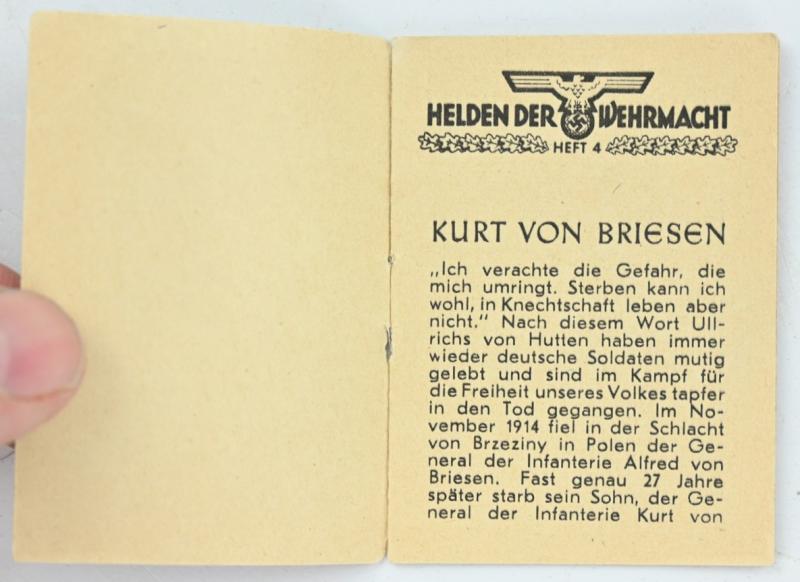 HELDEN DER WEHRMACHT
HEFT 4
KURT VON BRIESEN
„Ich verachte die Gefahr, die
mich umringt. Sterben kann ich
wohl, in Knechtschaft leben aber
nicht.“ Nach diesem Wort Ull-
richs von Hutten haben immer
wieder deutsche Soldaten mutig
gelebt und sind im Kampf für
die Freiheit unseres Volkes tapfer
in den Tod gegangen. Im No-
vember 1914 fiel in der Schlacht
von Brzeziny in Polen der Ge-
neral der Infanterie Alfred von
Briesen. Fast genau 27 Jahre
später starb sein Sohn, der Ge-
neral der Infanterie Kurt von